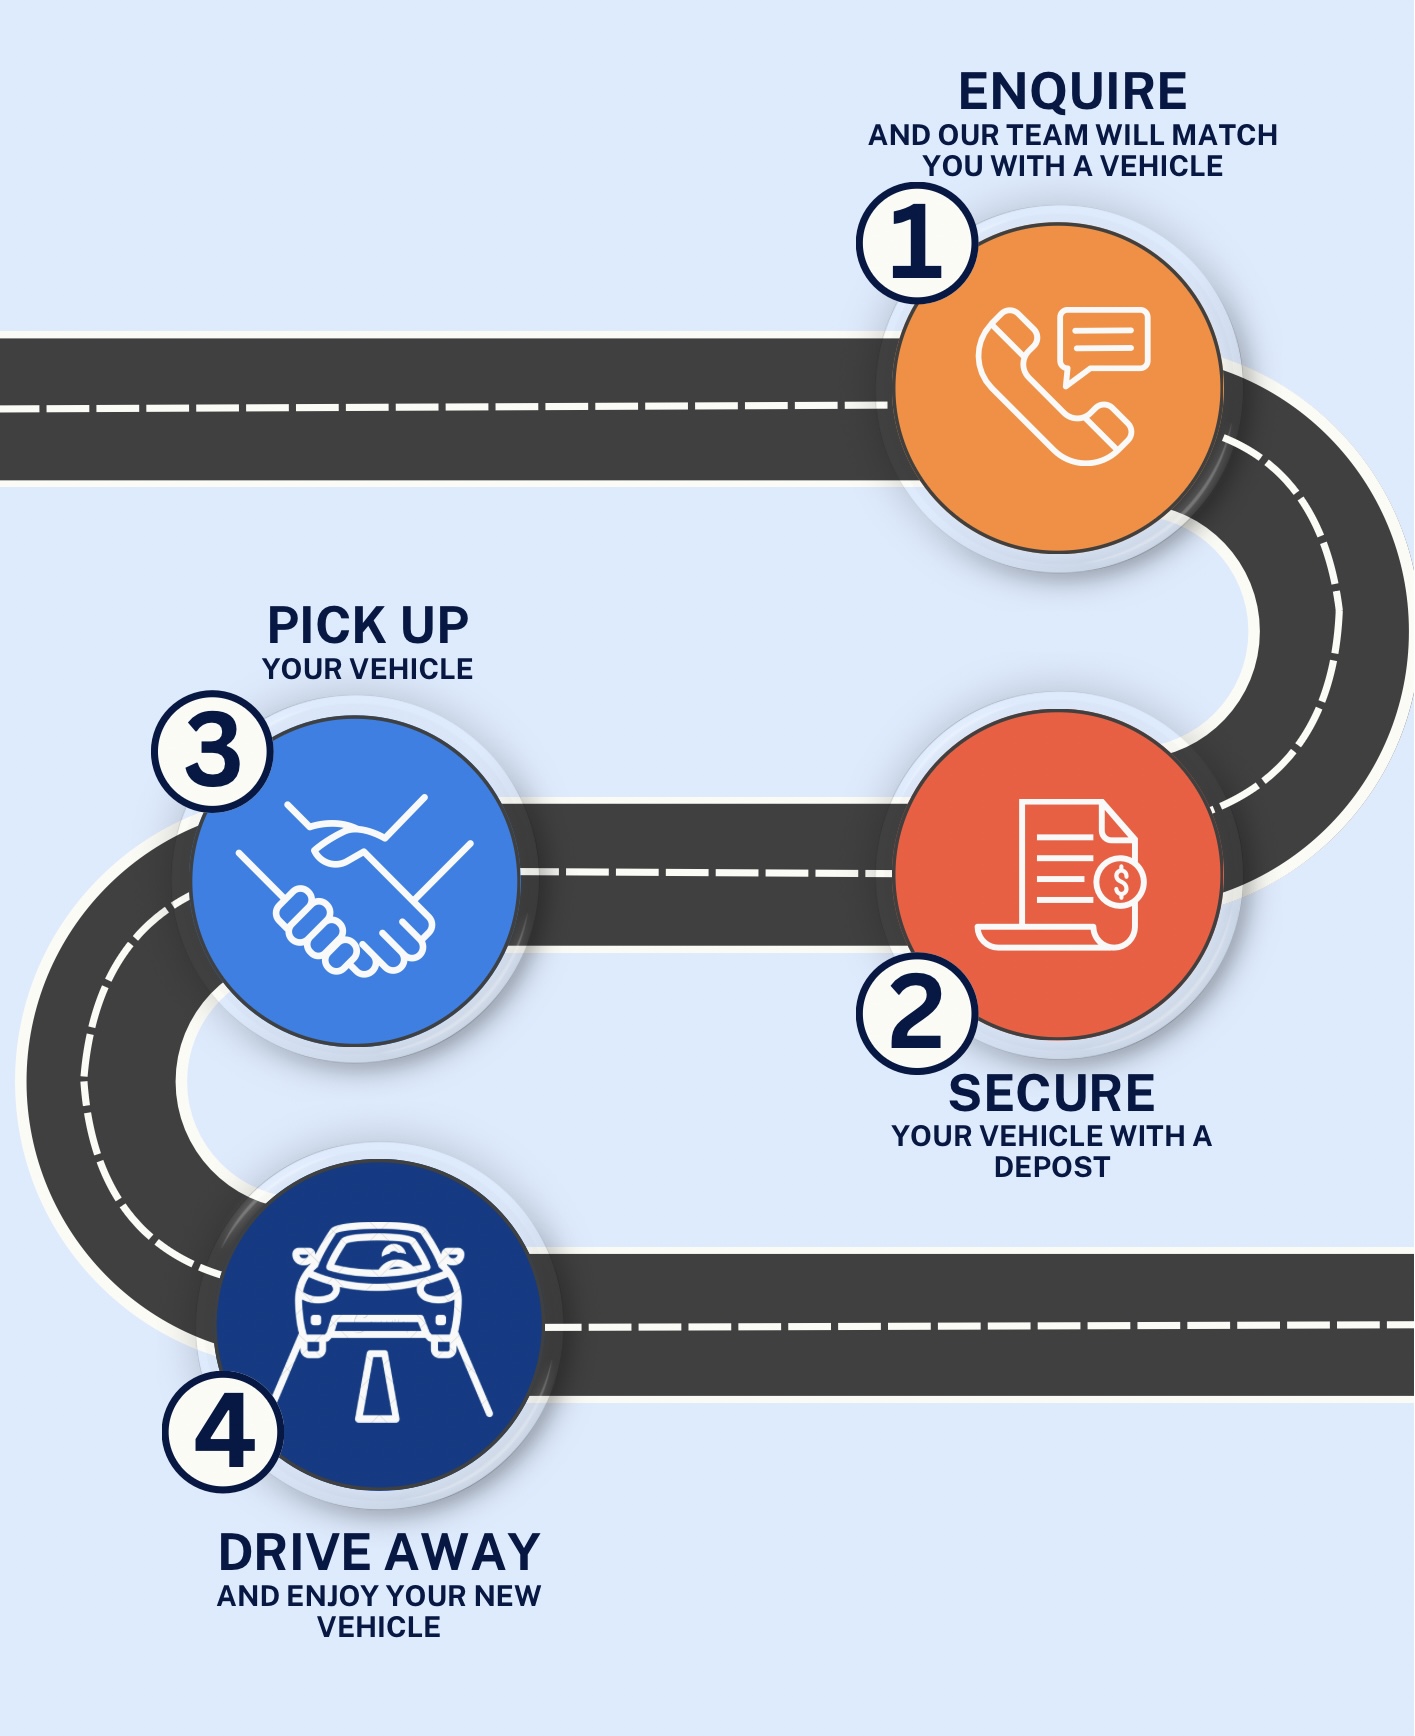 ENQUIRE
AND OUR TEAM WILL MATCH
YOU WITH A VEHICLE
1
2
SECURE
YOUR VEHICLE WITH A
DEPOST
PICK UP
YOUR VEHICLE
3
$
4
DRIVE AWAY
AND ENJOY YOUR NEW
VEHICLE